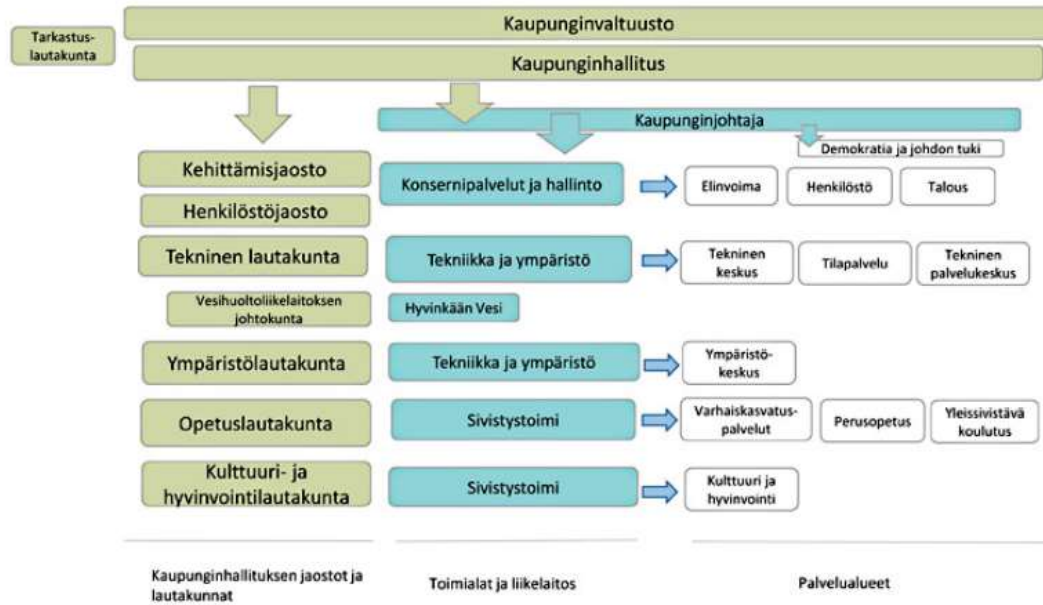 Kaupunginvaltuusto
Tarkastus-
lautakunta
Kaupunginhallitus
Kaupunginjohtaja
Demokratia ja johdon tuki
Kehittämisjaosto
Konsernipalvelut ja hallinto
Elinvoima
Henkilöstö
Talous
Henkilöstöjaosto
Tekninen lautakunta
Tekniikka ja ympäristö
Tekninen
keskus
Tilapalvelu
Tekninen
palvelukeskus
Vesihuoltoliikelaitoksen
johtokunta
Hyvinkään Vesi
Ympäristölautakunta
Tekniikka ja ympäristö
Ympäristö-
keskus
Opetuslautakunta
Sivistystoimi
Varhaiskasvatus-
palvelut
Perusopetus
Yleissivistävä
koulutus
Kulttuuri- ja
hyvinvointilautakunta
Sivistystoimi
Kulttuuri ja
hyvinvointi
Kaupunginhallituksen jaostot ja
lautakunnat
Toimialat ja liikelaitos
Palvelualueet